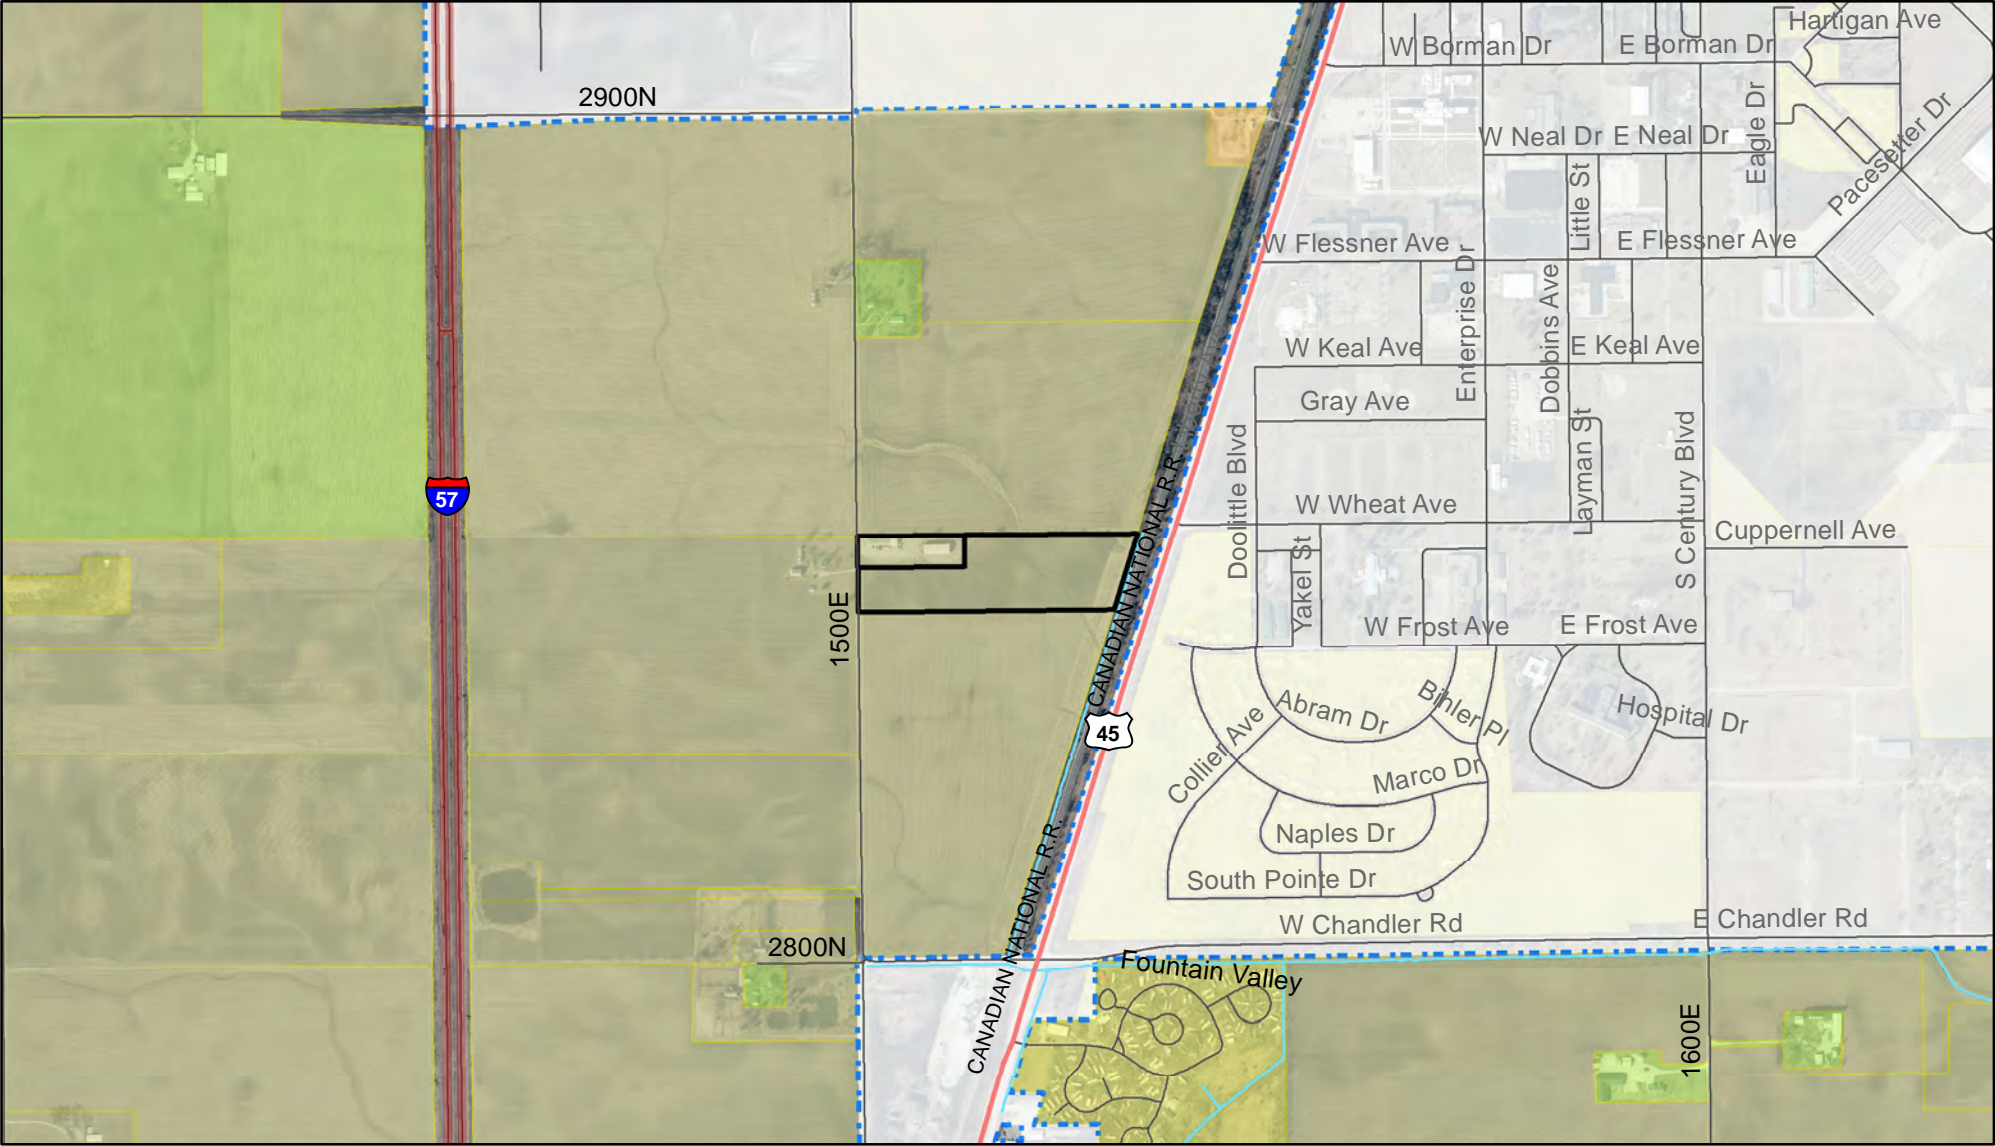 Hartigan Ave
W Borman Dr
E Borman Dr
2900N
Eagle Dr
W Neal Dr
E Neal Dr
Pacesetter Dr
Little St
W Flessner Ave
E Flessner Ave
Enterprise Dr
Dobbins Ave
W Keal Ave
E Keal Ave
Gray Ave
Layman St
S Century Blvd
Doolittle Blvd
57
W Wheat Ave
Cuppernell Ave
CANADIAN NATIONAL R.R.
Yakel St
1500E
W Frost Ave
E Frost Ave
45
Collier Ave
Abram Dr
Bihler Pl
Hospital Dr
Marco Dr
Naples Dr
South Pointe Dr
CANADIAN NATIONAL R.R.
W Chandler Rd
E Chandler Rd
2800N
Fountain Valley
CANADIAN NATIONAL R.R.
1600E